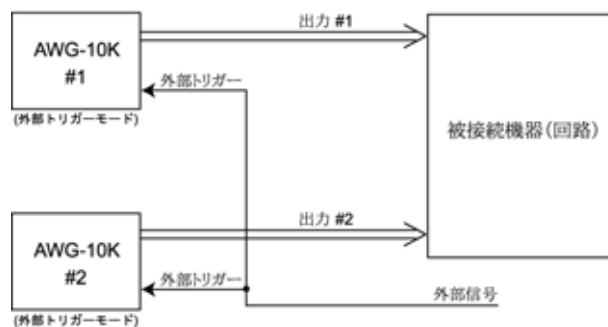 出力 #1
AWG-10K
#1
外部トリガー
(外部トリガーモード)
被接続機器(回路)
出力 #2
AWG-10K
#2
外部トリガー
外部信号
(外部トリガーモード)